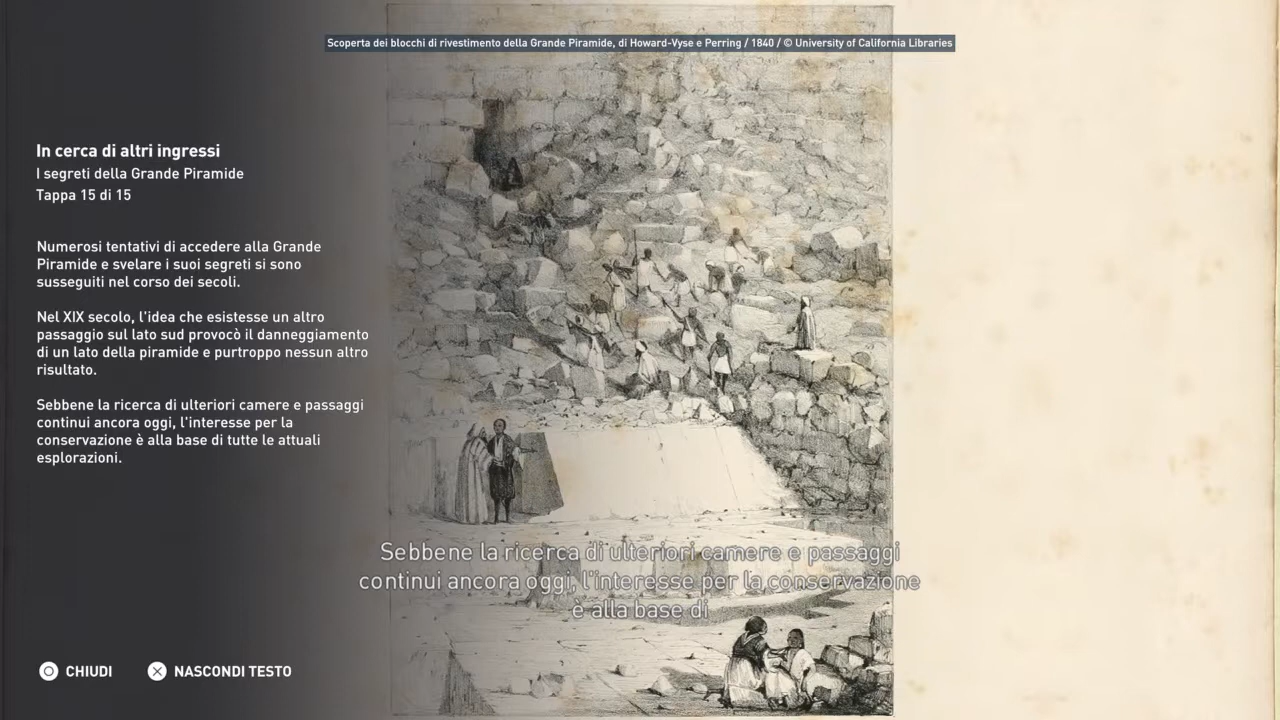 Scoperta dei blocchi di rivestimento della Grande Piramide, di Howard-Vyse e Perring / 1840 / © University of California Libraries
In cerca di altri ingressi
I segreti della Grande Piramide
Tappa 15 di 15
Numerosi tentativi di accedere alla Grande
Piramide e svelare i suoi segreti si sono
susseguiti nel corso dei secoli.
Nel XIX secolo, l'idea che esistesse un altro
passaggio sul lato sud provocò il danneggiamento
di un lato della piramide e purtroppo nessun altro
risultato.
Sebbene la ricerca di ulteriori camere e passaggi
continui ancora oggi, l'interesse per la
conservazione è alla base di tutte le attuali
esplorazioni.
Sebbene la ricerca di ulteriori camere e passaggi
continui ancora oggi, l'interesse per la conservazione
è alla base di
CHIUDI
NASCONDI TESTO